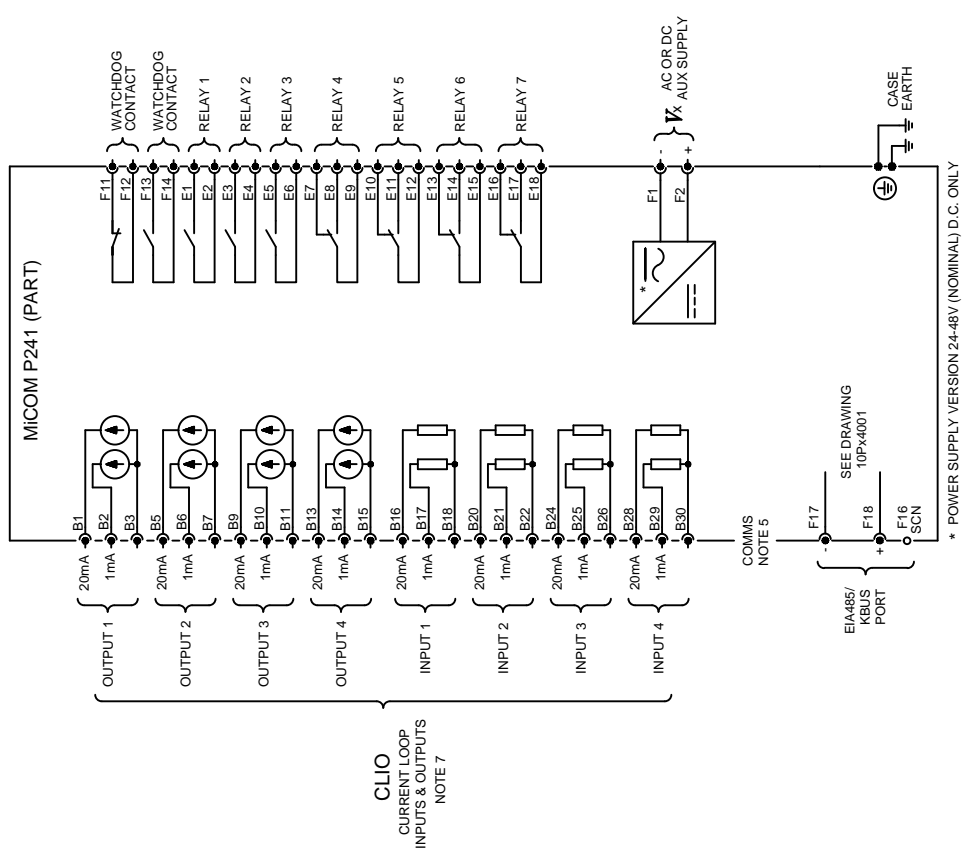 MiCOM P241 (PART)
CLIO
CURRENT LOOP
INPUTS & OUTPUTS
NOTE 7
OUTPUT 1
20mA
B1
1mA
B2
B3
OUTPUT 2
20mA
B5
1mA
B6
B7
OUTPUT 3
20mA
B9
1mA
B10
B11
OUTPUT 4
20mA
B13
1mA
B14
B15
INPUT 1
20mA
B16
1mA
B17
B18
INPUT 2
20mA
B20
1mA
B21
B22
INPUT 3
20mA
B24
1mA
B25
B26
INPUT 4
20mA
B28
1mA
B29
B30
COMMS
NOTE 5
EIA485/
KBUS
PORT
-
F17
+
F18
F16
SCN
SEE DRAWING
10Px4001
F11
F12
WATCHDOG
CONTACT
F13
F14
WATCHDOG
CONTACT
E1
E2
RELAY 1
E3
E4
RELAY 2
E5
E6
RELAY 3
E7
E8
E9
RELAY 4
E10
E11
E12
RELAY 5
E13
E14
E15
RELAY 6
E16
E17
E18
RELAY 7
*
F1
-
F2
+
Vx
AC OR DC
AUX SUPPLY
CASE
EARTH
* POWER SUPPLY VERSION 24-48V (NOMINAL) D.C. ONLY